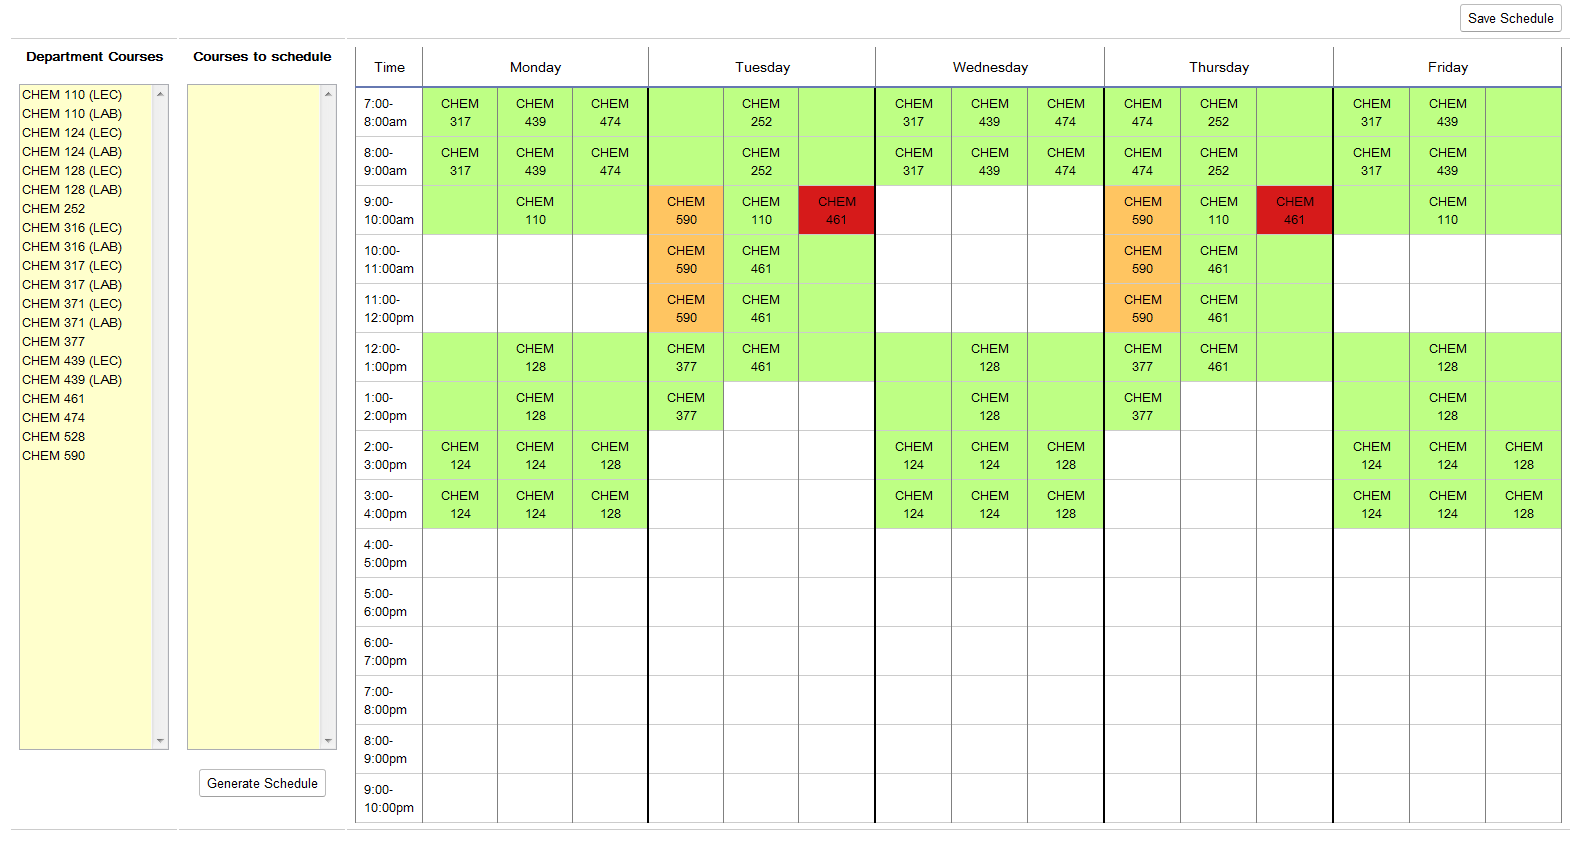 Save Schedule
Department Courses
CHEM 110 (LEC)
CHEM 110 (LAB)
CHEM 124 (LEC)
CHEM 124 (LAB)
CHEM 128 (LEC)
CHEM 128 (LAB)
CHEM 252
CHEM 316 (LEC)
CHEM 316 (LAB)
CHEM 317 (LEC)
CHEM 317 (LAB)
CHEM 371 (LEC)
CHEM 371 (LAB)
CHEM 377
CHEM 439 (LEC)
CHEM 439 (LAB)
CHEM 461
CHEM 474
CHEM 528
CHEM 590
Courses to schedule
Generate Schedule
Time Monday Tuesday Wednesday Thursday Friday
7:00- CHEM CHEM CHEM CHEM CHEM CHEM CHEM CHEM CHEM CHEM CHEM
8:00am 317 439 474 252 317 439 474 474 252 317 439
8:00- CHEM CHEM CHEM CHEM CHEM CHEM CHEM CHEM CHEM CHEM CHEM
9:00am 317 439 474 252 317 439 474 474 252 317 439
9:00- CHEM CHEM CHEM CHEM CHEM CHEM CHEM CHEM
10:00am 110 590 110 461 590 110 461 110
10:00- CHEM CHEM CHEM CHEM
11:00am 590 461 590 461
11:00- CHEM CHEM CHEM CHEM
12:00pm 590 461 590 461
12:00- CHEM CHEM CHEM CHEM CHEM CHEM CHEM
1:00pm 128 377 461 128 377 461 128
1:00- CHEM CHEM CHEM CHEM CHEM
2:00pm 128 377 128 377 128
2:00- CHEM CHEM CHEM CHEM CHEM CHEM CHEM CHEM CHEM
3:00pm 124 124 128 124 124 128 124 124 128
3:00- CHEM CHEM CHEM CHEM CHEM CHEM CHEM CHEM CHEM
4:00pm 124 124 128 124 124 128 124 124 128
4:00-
5:00pm
5:00-
6:00pm
6:00-
7:00pm
7:00-
8:00pm
8:00-
9:00pm
9:00-
10:00pm